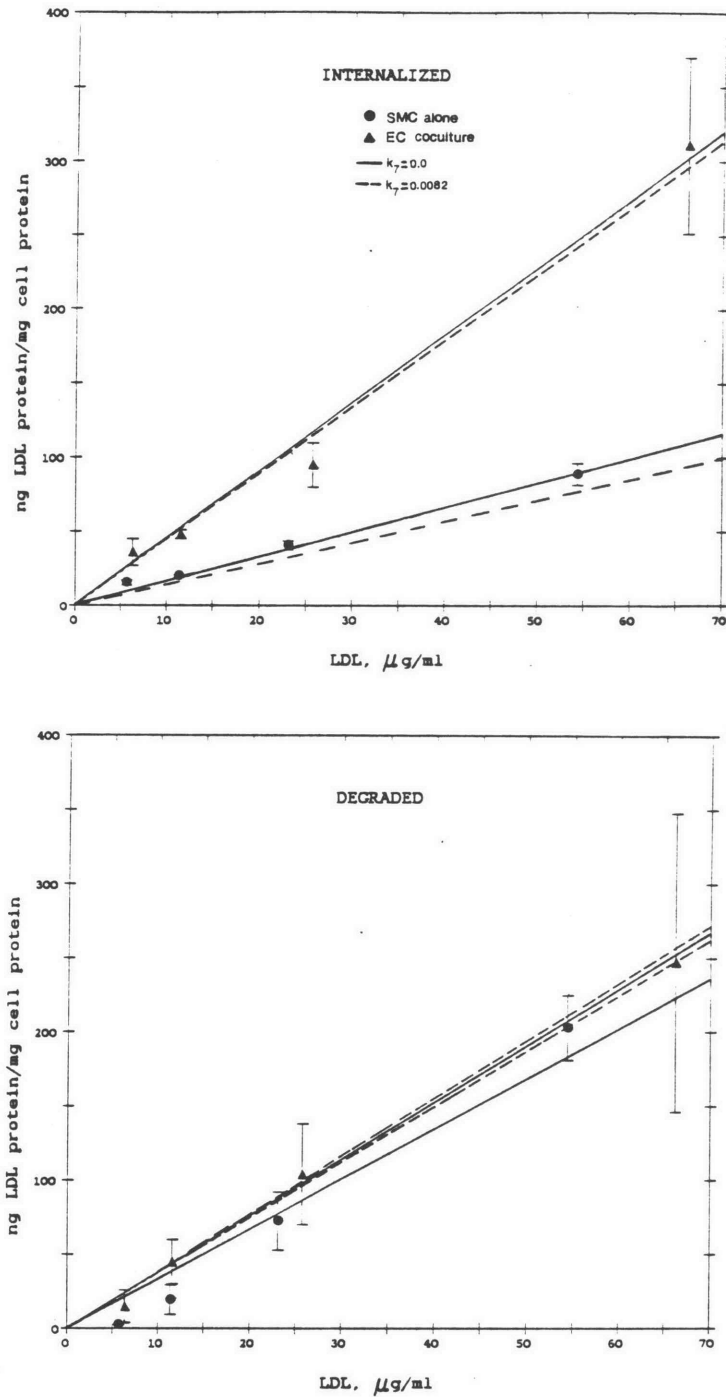 400
INTERNALIZED
● SMC alone
▲ EC coculture
k₇=0.0
k₇=0.0082
300
200
100
0
ng LDL protein/mg cell protein
0 10 20 30 40 50 60 70
LDL, μg/ml
400
DEGRADED
300
200
100
0
ng LDL protein/mg cell protein
0 10 20 30 40 50 60 70
LDL, μg/ml